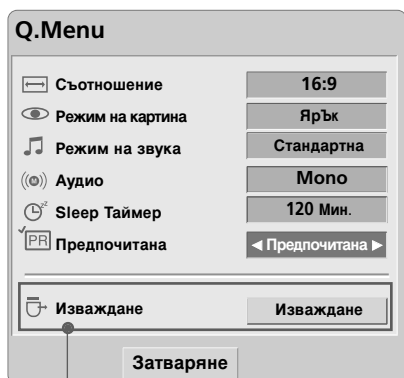 Q.Menu
Съотношение 16:9
Режим на картина ЯрЪк
Режим на звука Стандартна
Аудио Mono
Sleep Таймер 120 Мин.
PR Предпочитана ◄ Предпочитана ►
Изваждане Изваждане
Затваряне